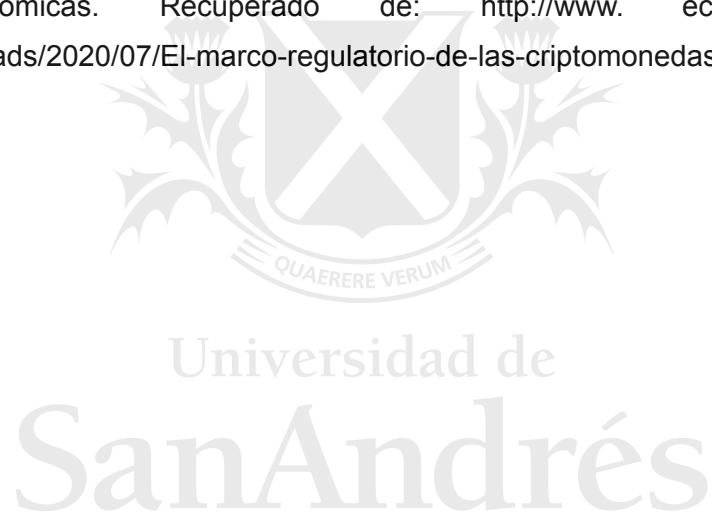 ómicas. Recuperado de: http://www. ec
ads/2020/07/El-marco-regulatorio-de-las-criptomonedas
QUAERERE VERUM
Universidad de
SanAndrés